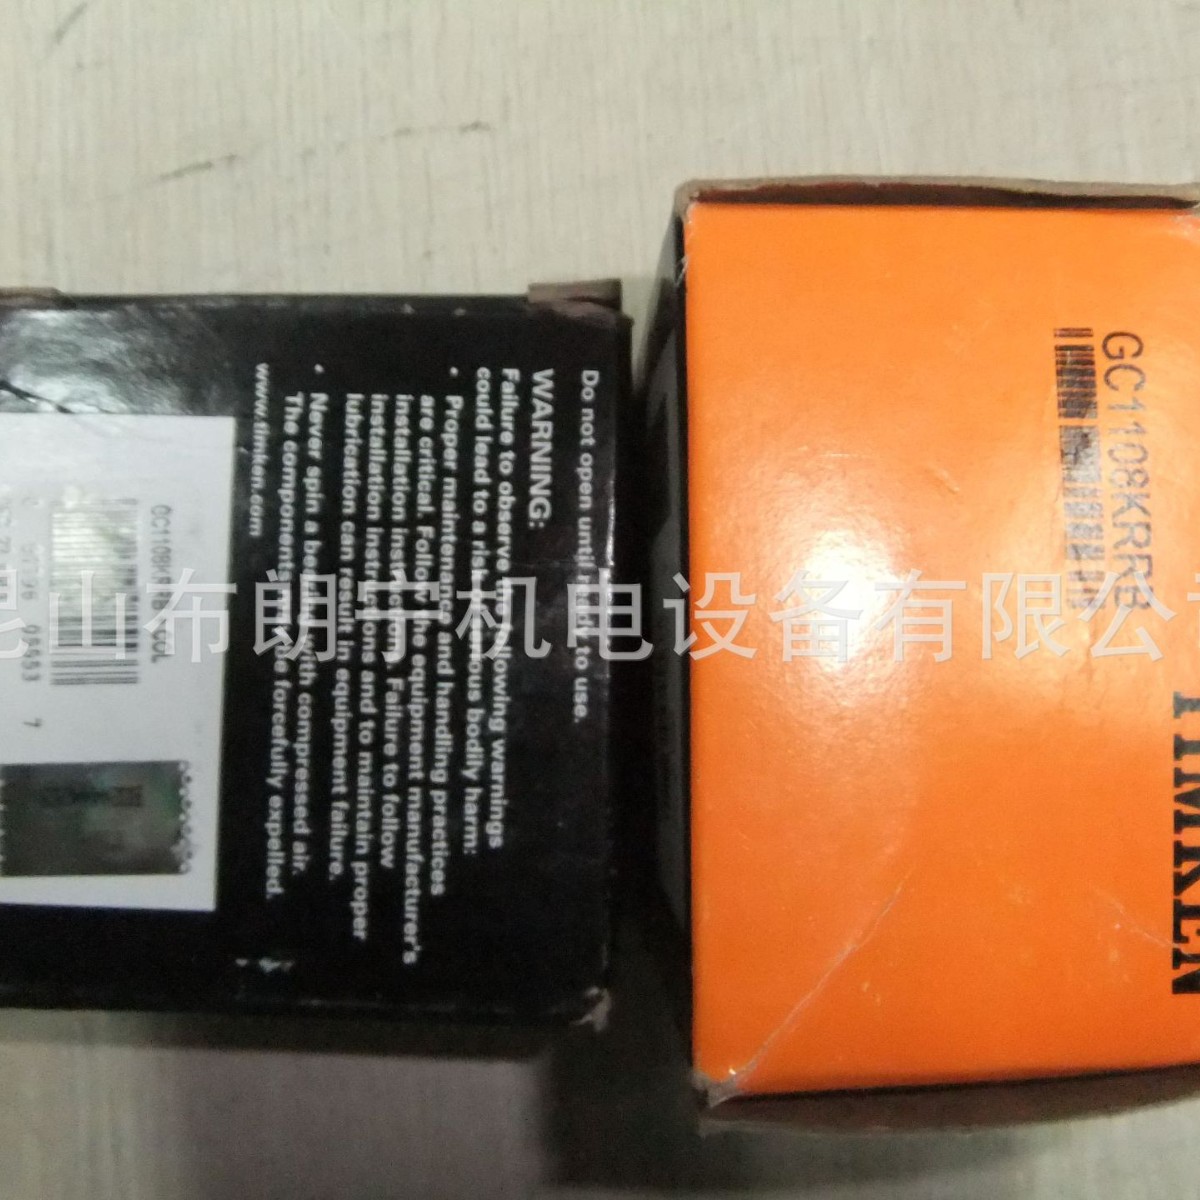 Do not open until ready to use.
WARNING:
Failure to observe the following warnings
could lead to a risk of serious bodily harm:
• Proper maintenance and handling practices
are critical. Follow the equipment manufacturer's
installation instructions. Failure to follow
installation instructions and to maintain proper
lubrication can result in equipment failure.
• Never spin a bearing with compressed air.
The components may be forcefully expelled.
www.timken.com
GC1108KRRB
TIMKEN
昆山布朗宁机电设备有限公司